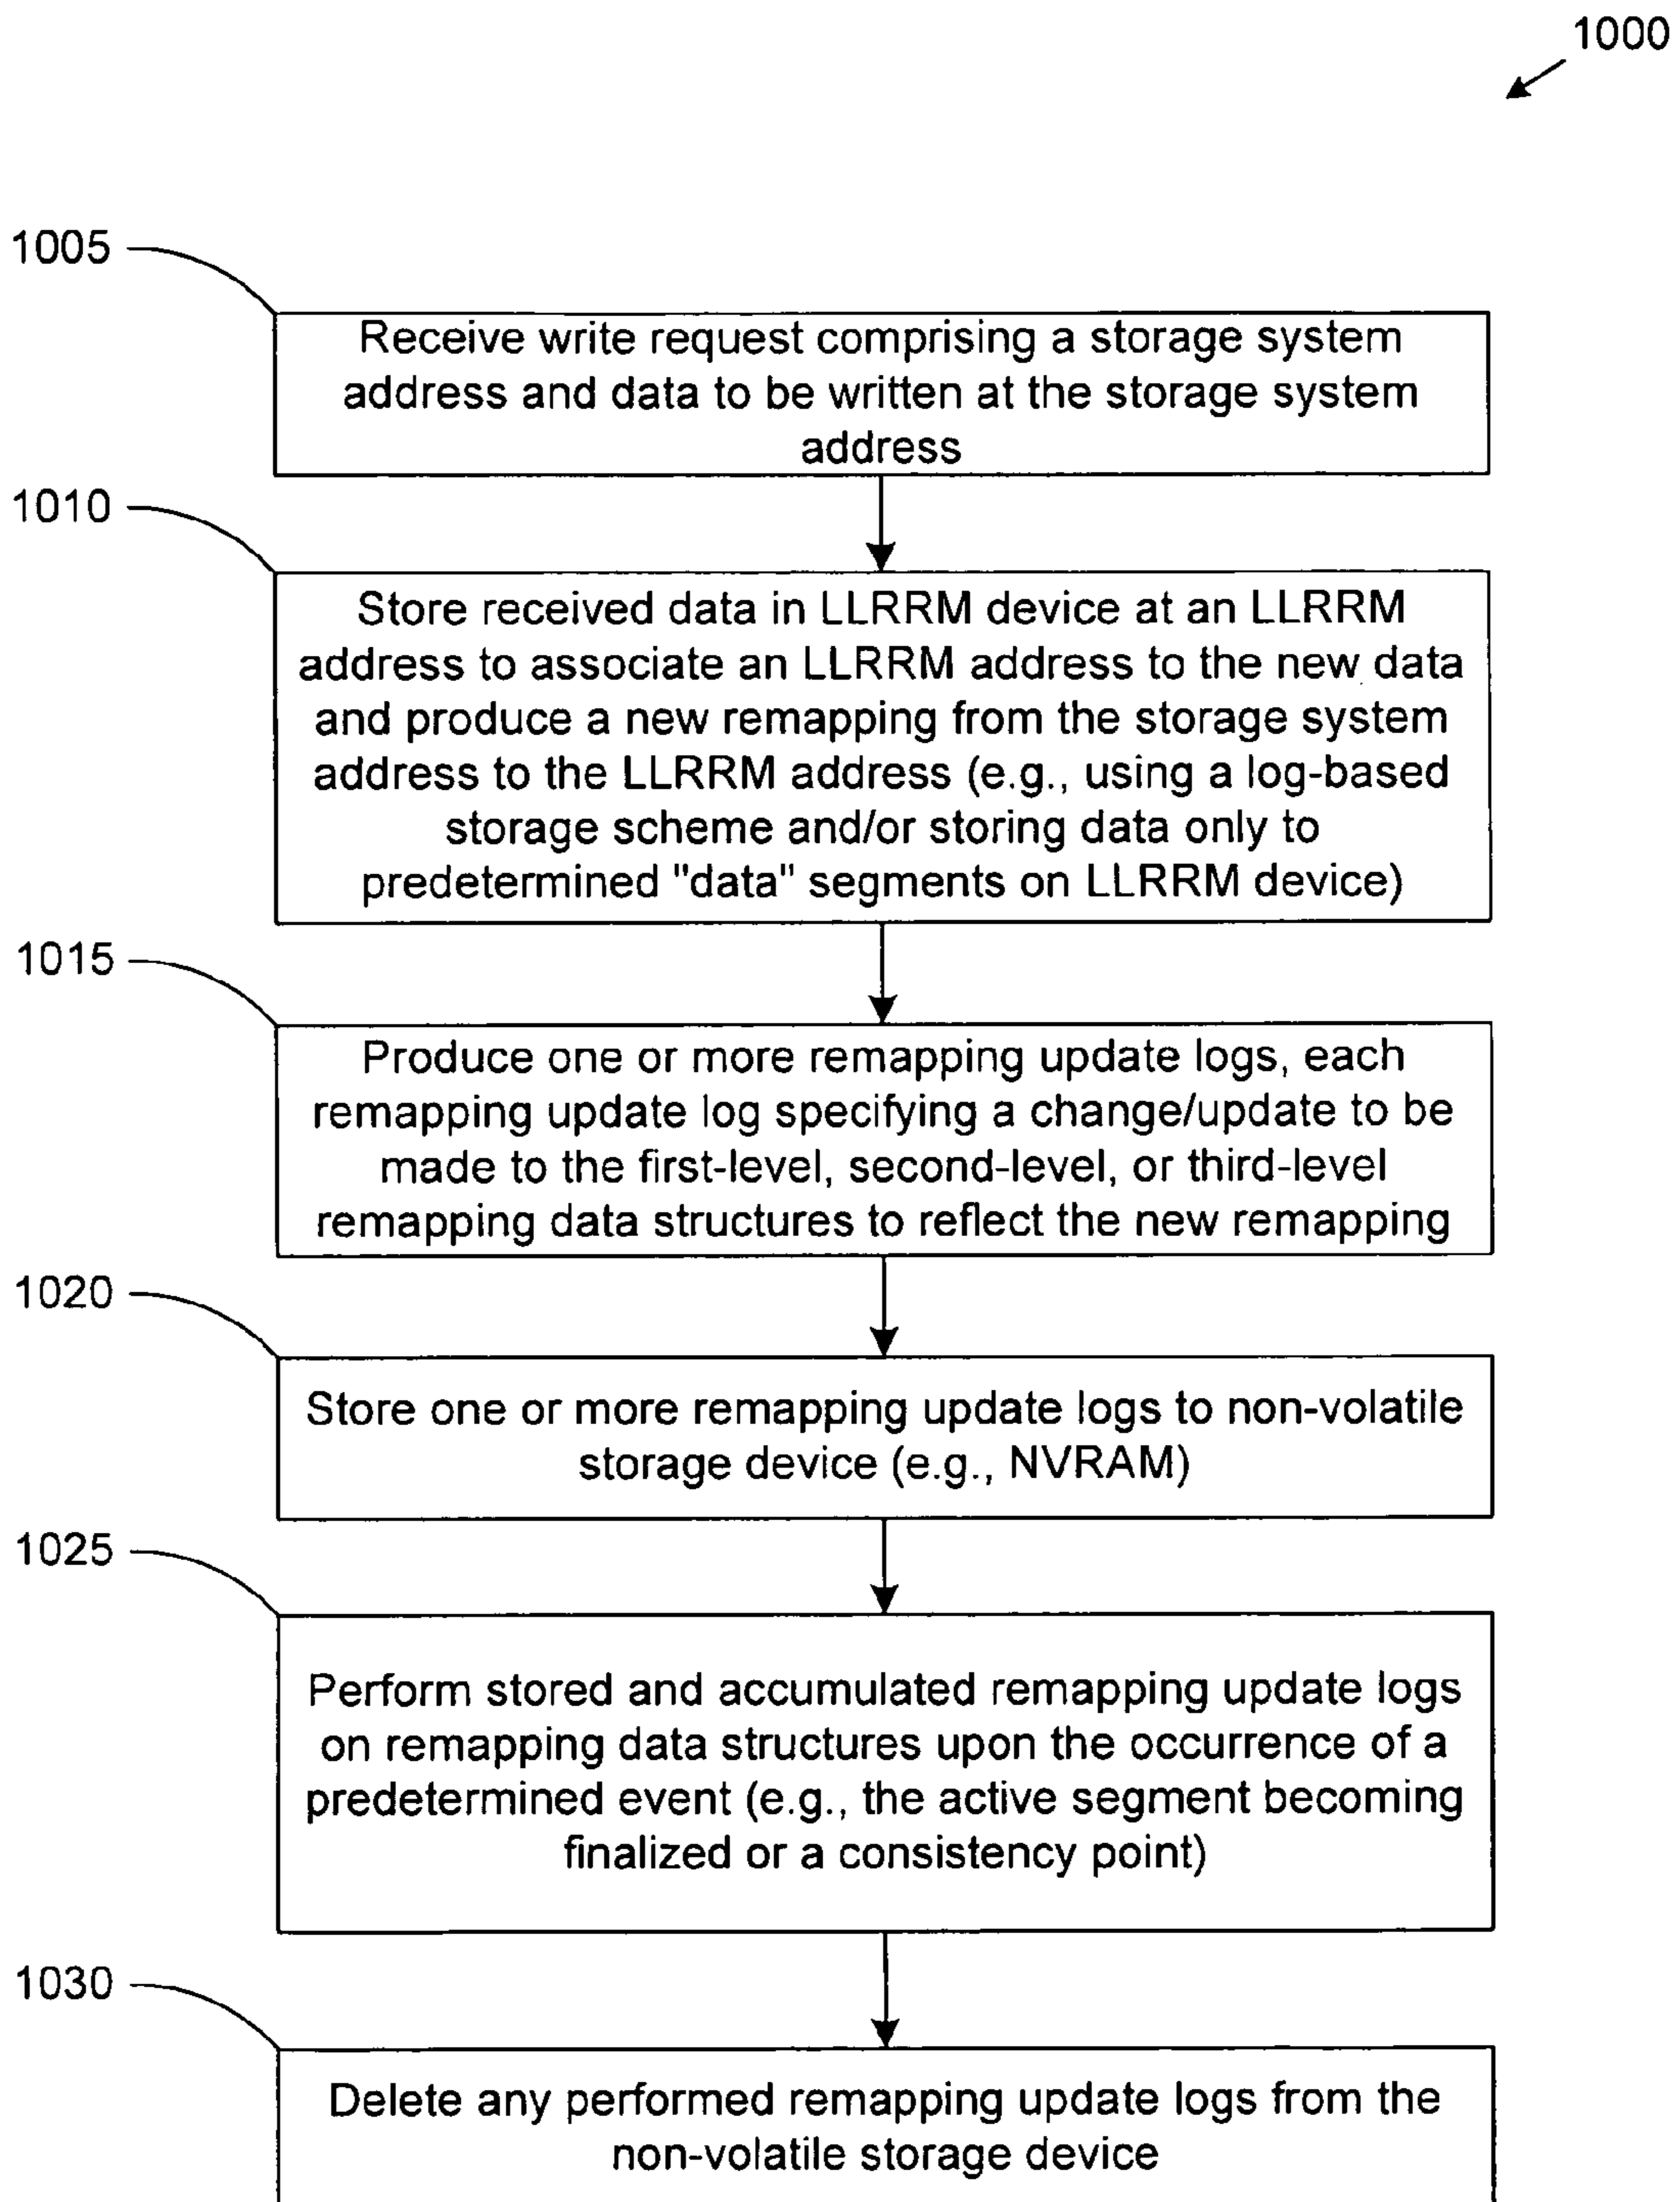 1000
1005
Receive write request comprising a storage system
address and data to be written at the storage system
address
1010
Store received data in LLRRM device at an LLRRM
address to associate an LLRRM address to the new data
and produce a new remapping from the storage system
address to the LLRRM address (e.g., using a log-based
storage scheme and/or storing data only to
predetermined "data" segments on LLRRM device)
1015
Produce one or more remapping update logs, each
remapping update log specifying a change/update to be
made to the first-level, second-level, or third-level
remapping data structures to reflect the new remapping
1020
Store one or more remapping update logs to non-volatile
storage device (e.g., NVRAM)
1025
Perform stored and accumulated remapping update logs
on remapping data structures upon the occurrence of a
predetermined event (e.g., the active segment becoming
finalized or a consistency point)
1030
Delete any performed remapping update logs from the
non-volatile storage device